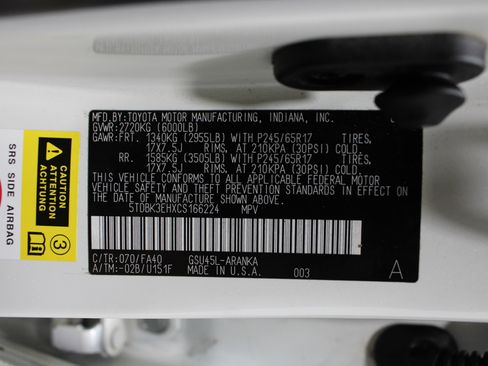 MFD.BY:TOYOTA MOTOR MANUFACTURING, INDIANA, INC.
GVWR:2720KG (6000LB)
GAWR:FRT. 1340KG (2955LB) WITH P245/65R17 TIRES,
17X7.5J RIMS, AT 210KPA (30PSI) COLD.
RR. 1585KG (3505LB) WITH P245/65R17 TIRES,
17X7.5J RIMS, AT 210KPA (30PSI) COLD.
THIS VEHICLE CONFORMS TO ALL APPLICABLE FEDERAL MOTOR
VEHICLE SAFETY AND THEFT PREVENTION STANDARDS IN EFFECT ON
THE DATE OF MANUFACTURE SHOWN ABOVE.
5TDBK3EHXCS166224 MPV
C/TR:070/FA40 GSU45L-ARANKA
A/TM:-02B/U151F MADE IN U.S.A. 003
A
SRS SIDE AIRBAG
CAUTION
ATTENTION
ACHTUNG
3